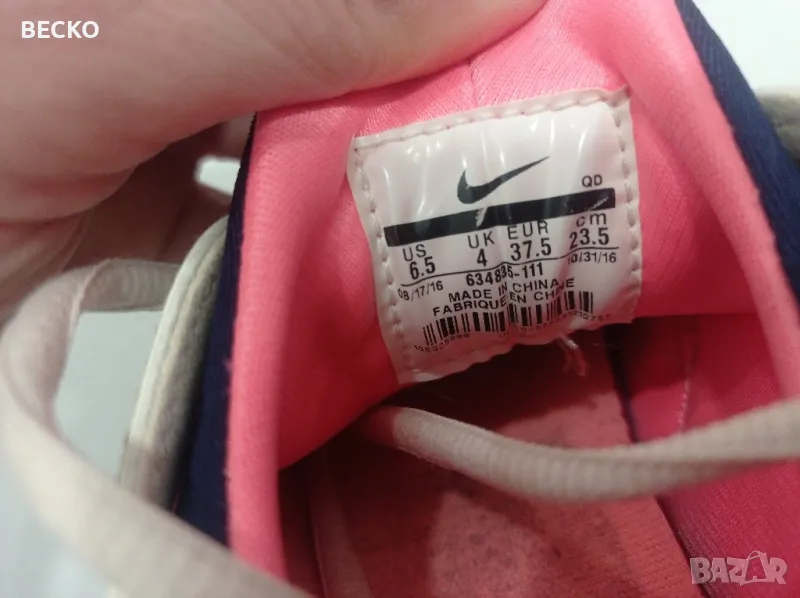 BECKO
QD
US UK EUR cm
6.5 4 37.5 23.5
08/17/16 634835-111 10/31/16
MADE IN CHINA
FABRIQUE EN CHINE
BAZAR